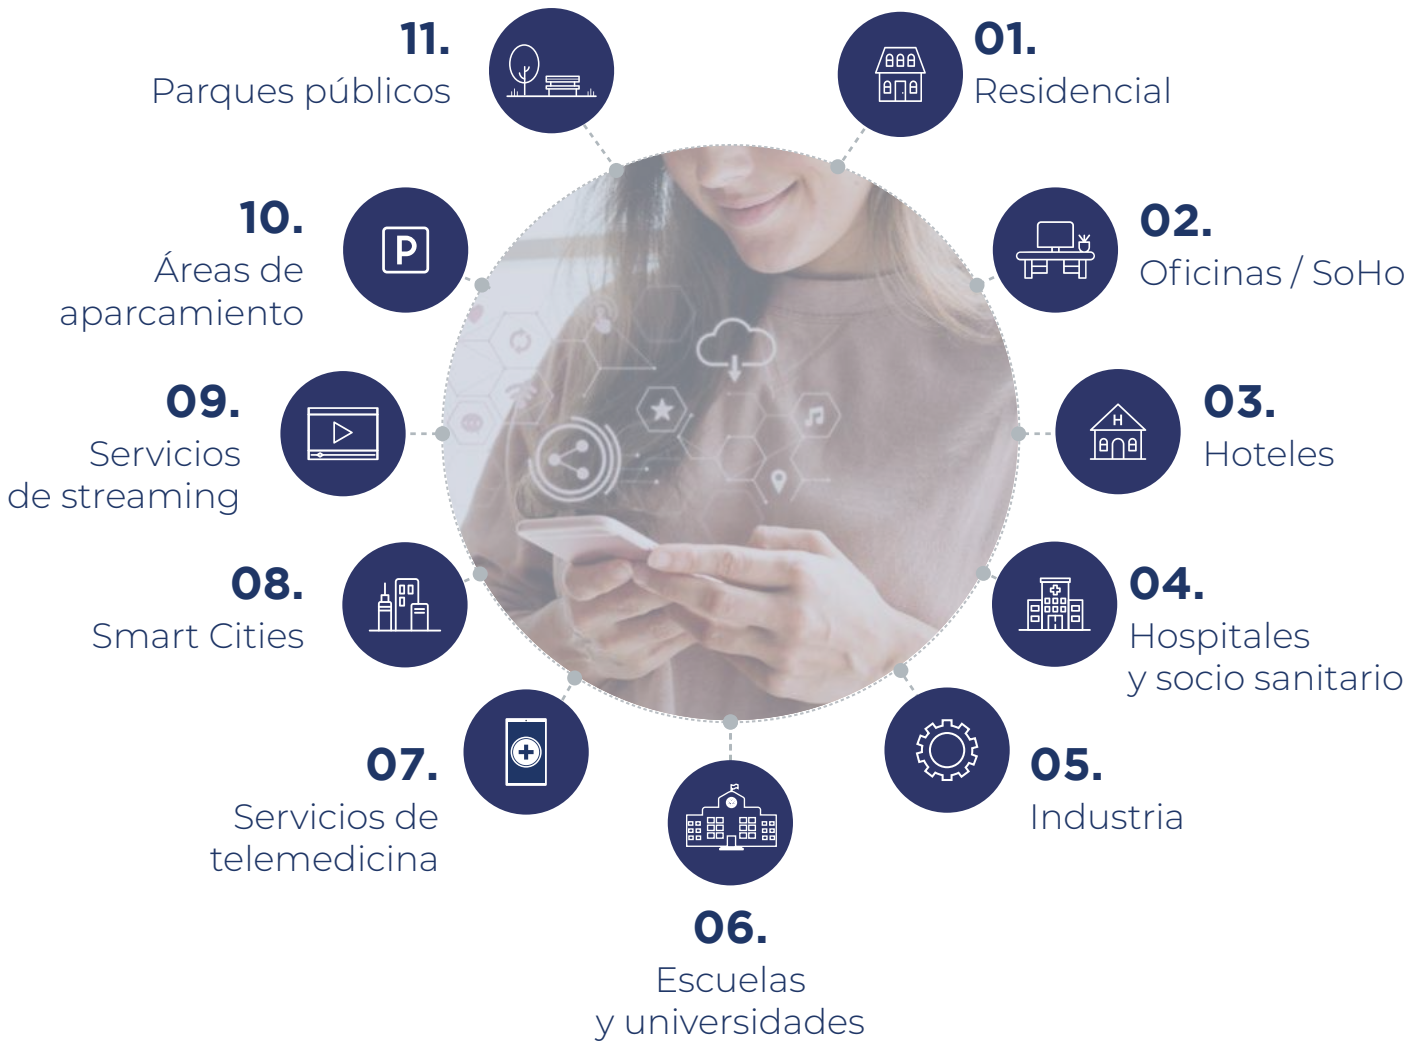 01.
Residencial
02.
Oficinas / SoHo
03.
Hoteles
H
04.
Hospitales
y socio sanitario
05.
Industria
06.
Escuelas
y universidades
07.
Servicios de
telemedicina
08.
Smart Cities
09.
Servicios
de streaming
10.
Áreas de
aparcamiento
P
11.
Parques públicos